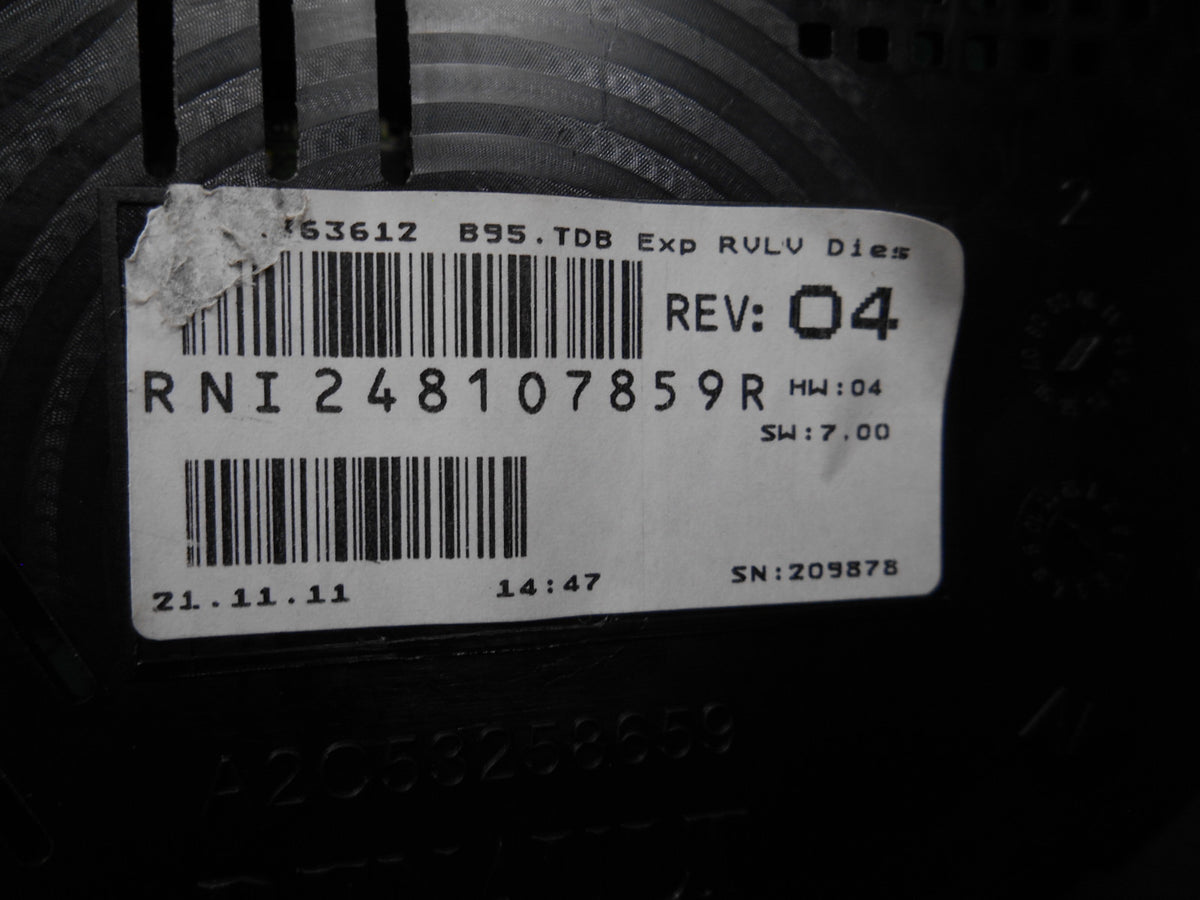 63612 B95.TDB Exp RVLV Dies
REV: 04
RNI248107859R HW:04
SW:7.00
21.11.11 14:47 SN:209878
A2C53258659